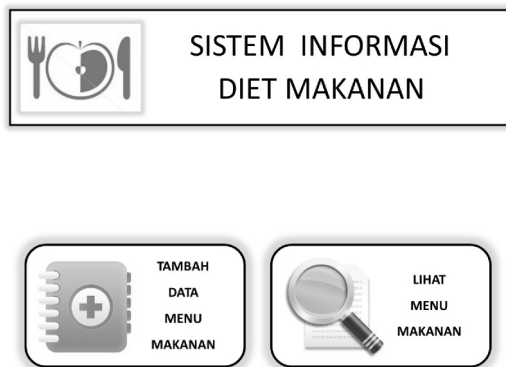 SISTEM INFORMASI
DIET MAKANAN
TAMBAH
DATA
MENU
MAKANAN
LIHAT
MENU
MAKANAN